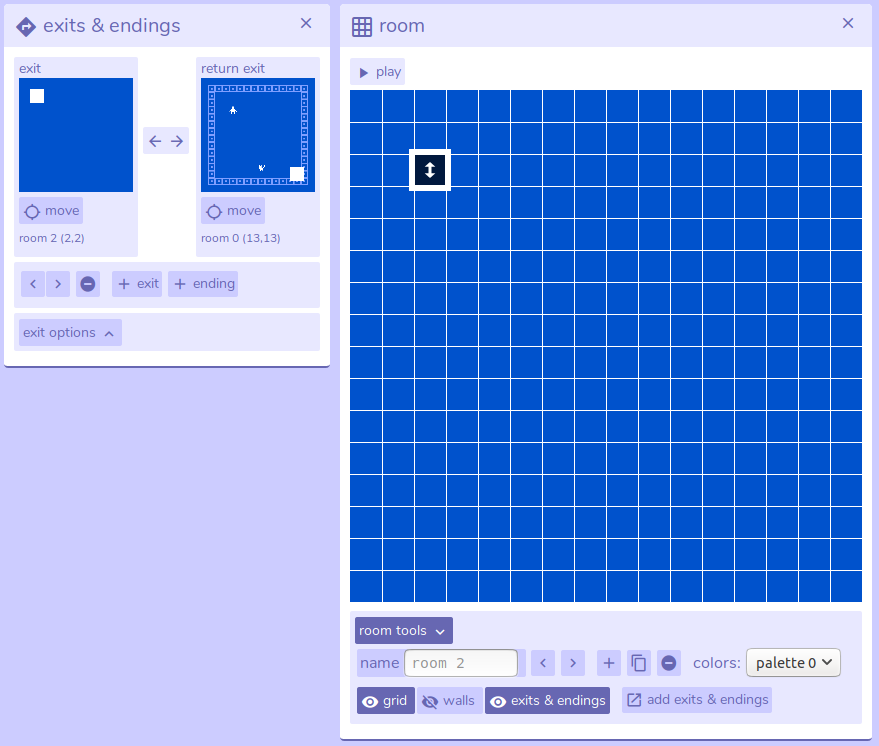 exits & endings
exit
return exit
move
move
room 2 (2,2)
room 0 (13,13)
+ exit
+ ending
exit options
room
play
room tools
name room 2
colors: palette 0
grid
walls
exits & endings
add exits & endings